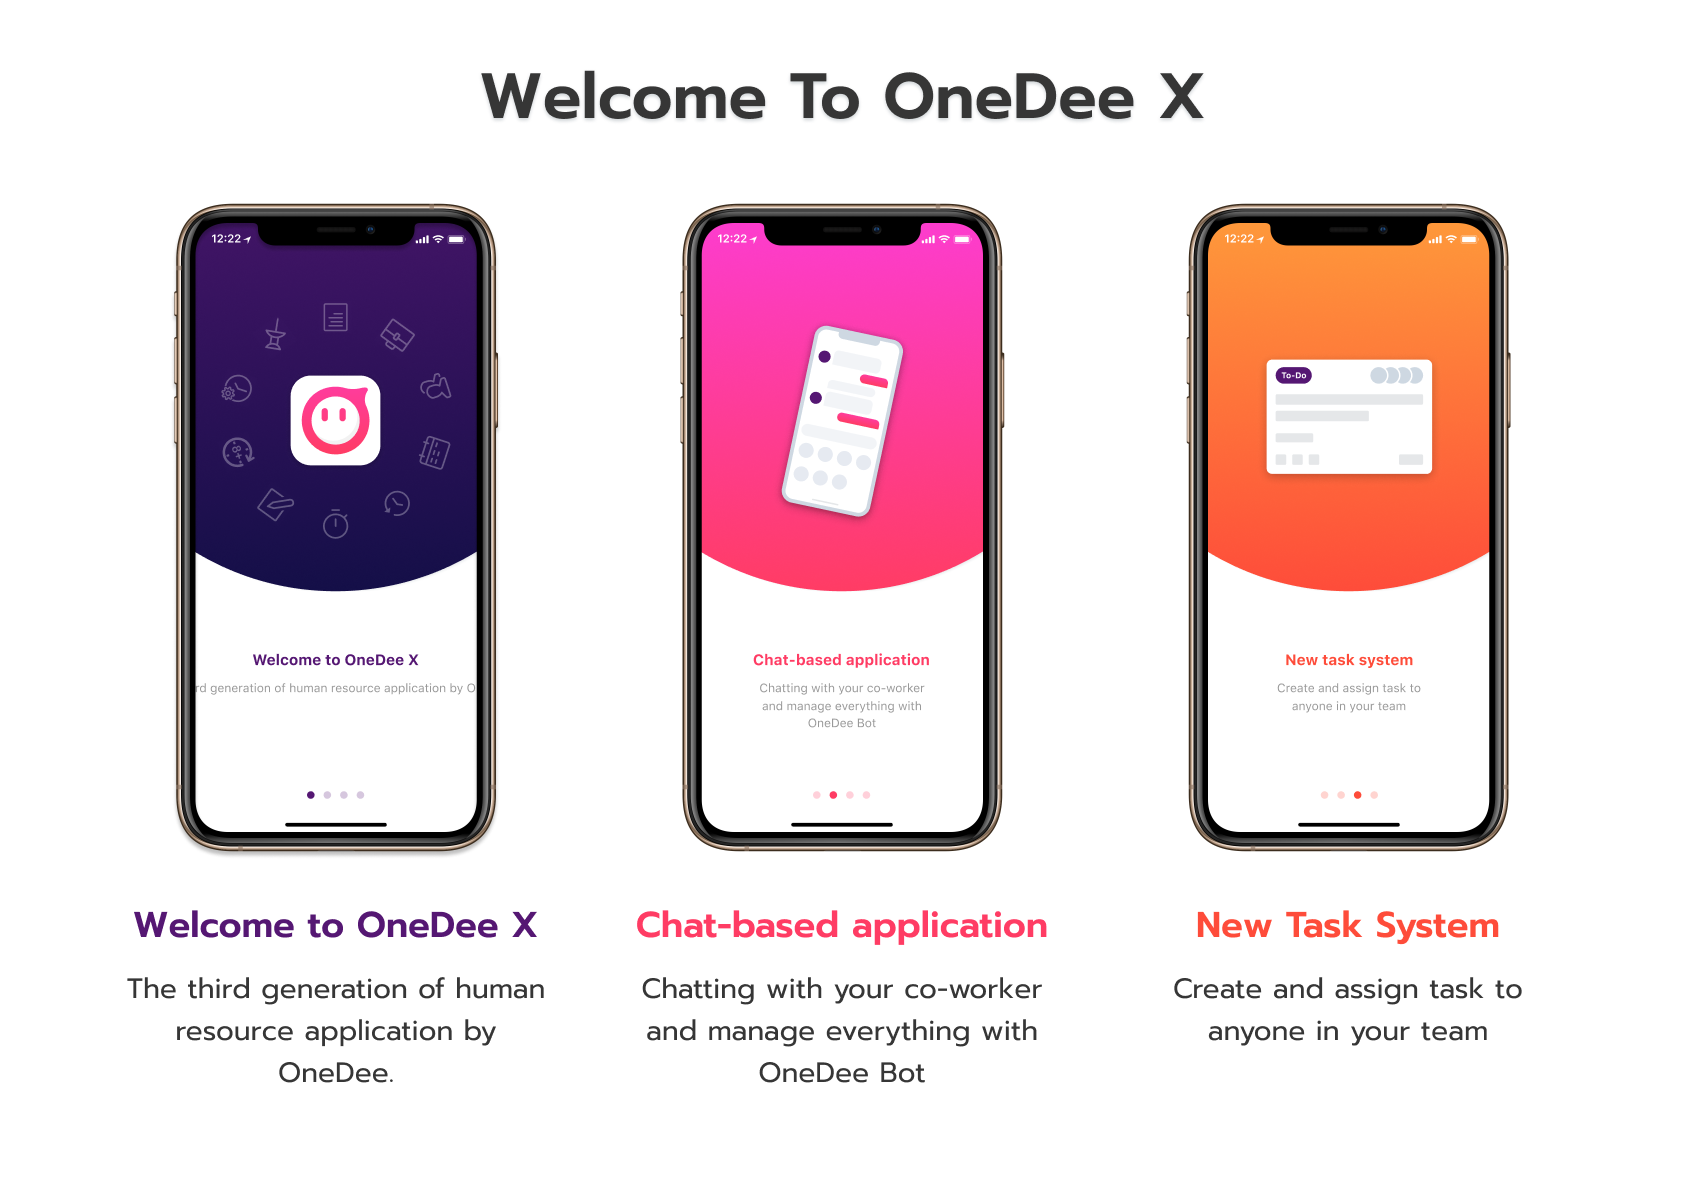 Welcome To OneDee X
12:22
Welcome to OneDee X
rd generation of human resource application by O
12:22
Chat-based application
Chatting with your co-worker
and manage everything with
OneDee Bot
12:22
To-Do
New task system
Create and assign task to
anyone in your team
Welcome to OneDee X
The third generation of human
resource application by
OneDee.
Chat-based application
Chatting with your co-worker
and manage everything with
OneDee Bot
New Task System
Create and assign task to
anyone in your team